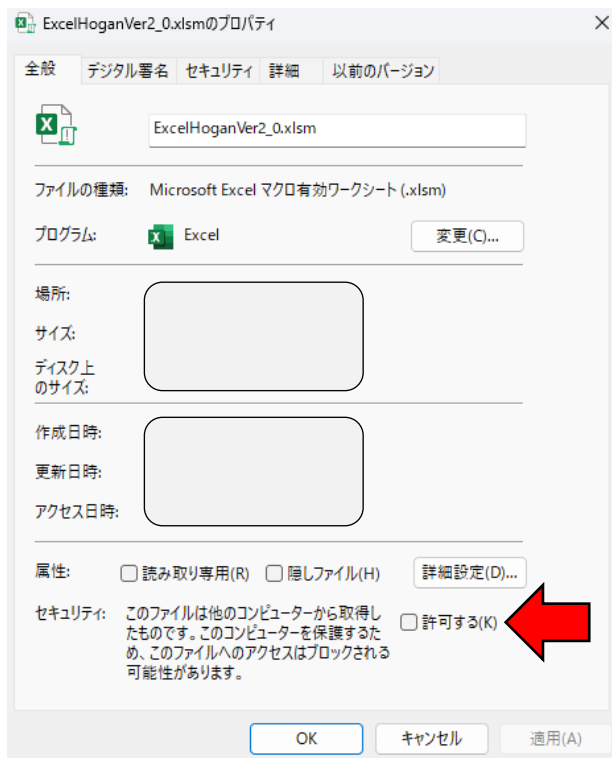 ExcelHoganVer2_0.xlsmのプロパティ
全般 デジタル署名 セキュリティ 詳細 以前のバージョン
ExcelHoganVer2_0.xlsm
ファイルの種類: Microsoft Excel マクロ有効ワークシート (.xlsm)
プログラム: Excel 変更(C)...
場所:
サイズ:
ディスク上
のサイズ:
作成日時:
更新日時:
アクセス日時:
属性: 読み取り専用(R) 隠しファイル(H) 詳細設定(D)...
セキュリティ: このファイルは他のコンピューターから取得し
たものです。このコンピューターを保護するた
め、このファイルへのアクセスはブロックされる
可能性があります。
許可する(K)
OK キャンセル 適用(A)